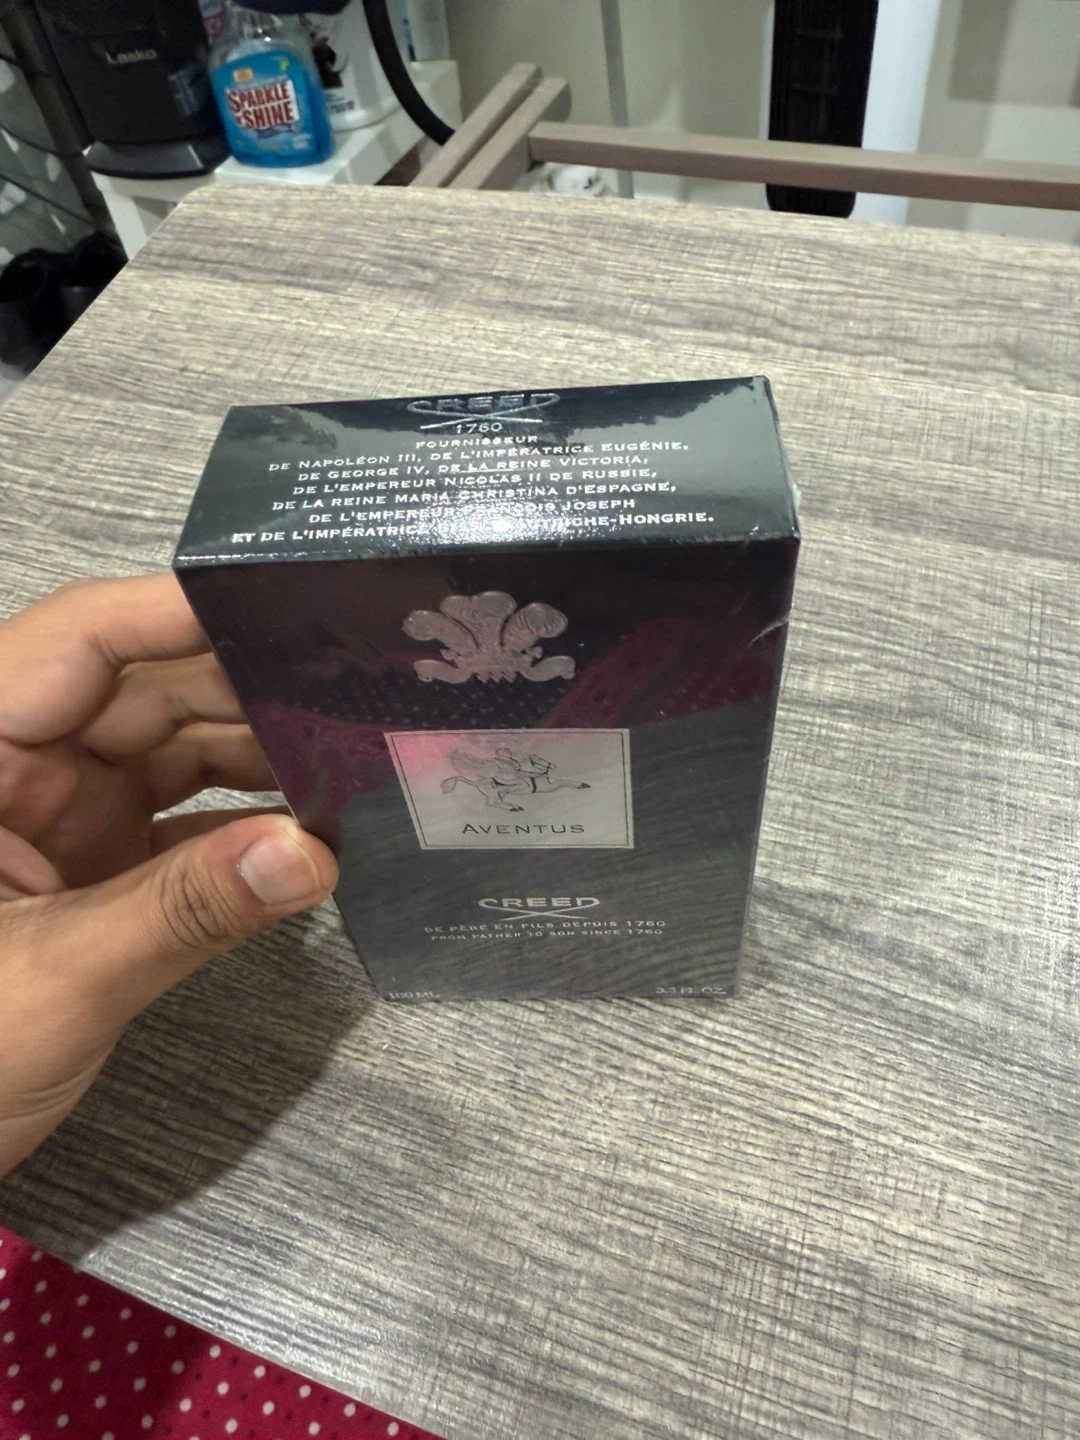 Lasko
SPARKLE
SHINE
CREED
1760
FOURNISSEUR
DE NAPOLÉON III, DE L'IMPÉRATRICE EUGÉNIE,
DE GEORGE IV, DE LA REINE VICTORIA,
DE L'EMPEREUR NICOLAS II DE RUSSIE,
DE LA REINE MARIA CHRISTINA D'ESPAGNE,
DE L'EMPEREUR JOSEPH
ET DE L'IMPÉRATRICE
AVENTUS
CREED
DE PÈRE EN FILS DEPUIS 1760
FROM FATHER TO SON SINCE 1760
100 ML
3.3 FL. OZ